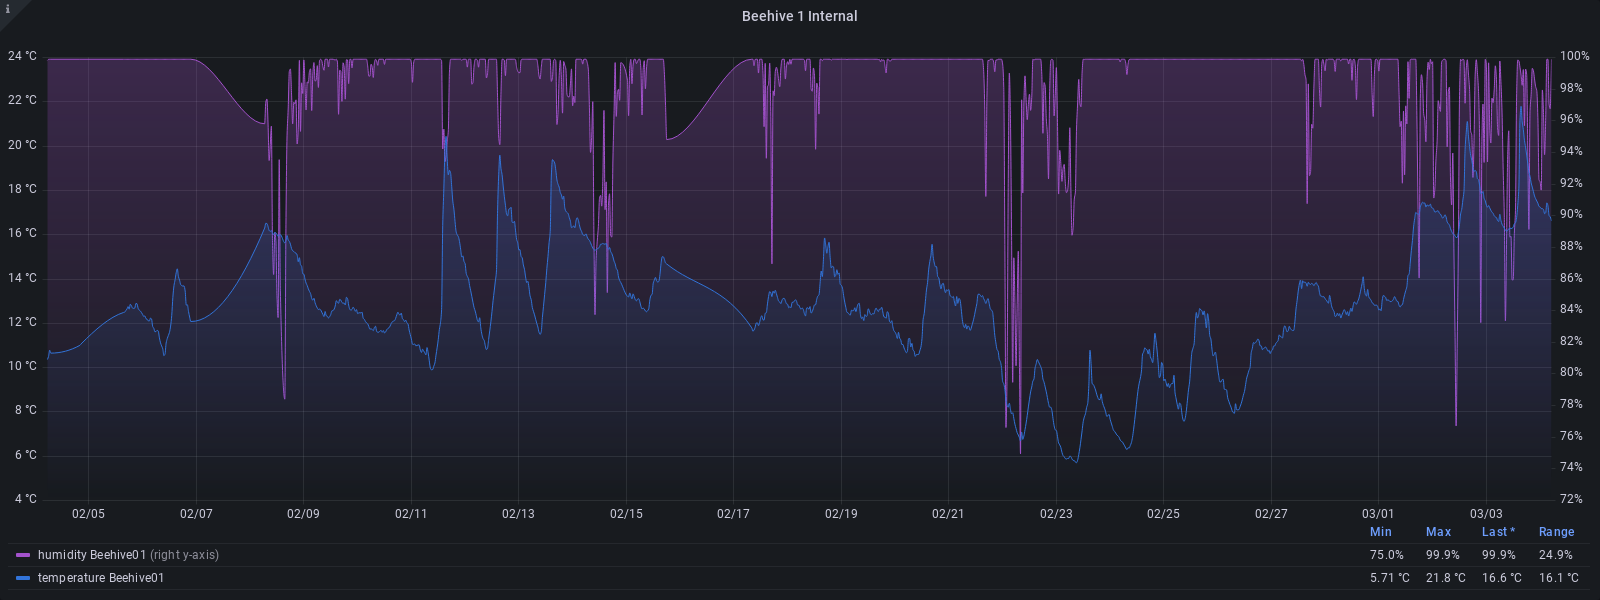 i
Beehive 1 Internal
24 °C 100%
22 °C 98%
20 °C 96%
18 °C 94%
16 °C 92%
14 °C 90%
12 °C 88%
10 °C 86%
8 °C 84%
6 °C 82%
4 °C 80%
78%
76%
74%
72%
02/05 02/07 02/09 02/11 02/13 02/15 02/17 02/19 02/21 02/23 02/25 02/27 03/01 03/03
Min Max Last * Range
humidity Beehive01 (right y-axis) 75.0% 99.9% 99.9% 24.9%
temperature Beehive01 5.71 °C 21.8 °C 16.6 °C 16.1 °C